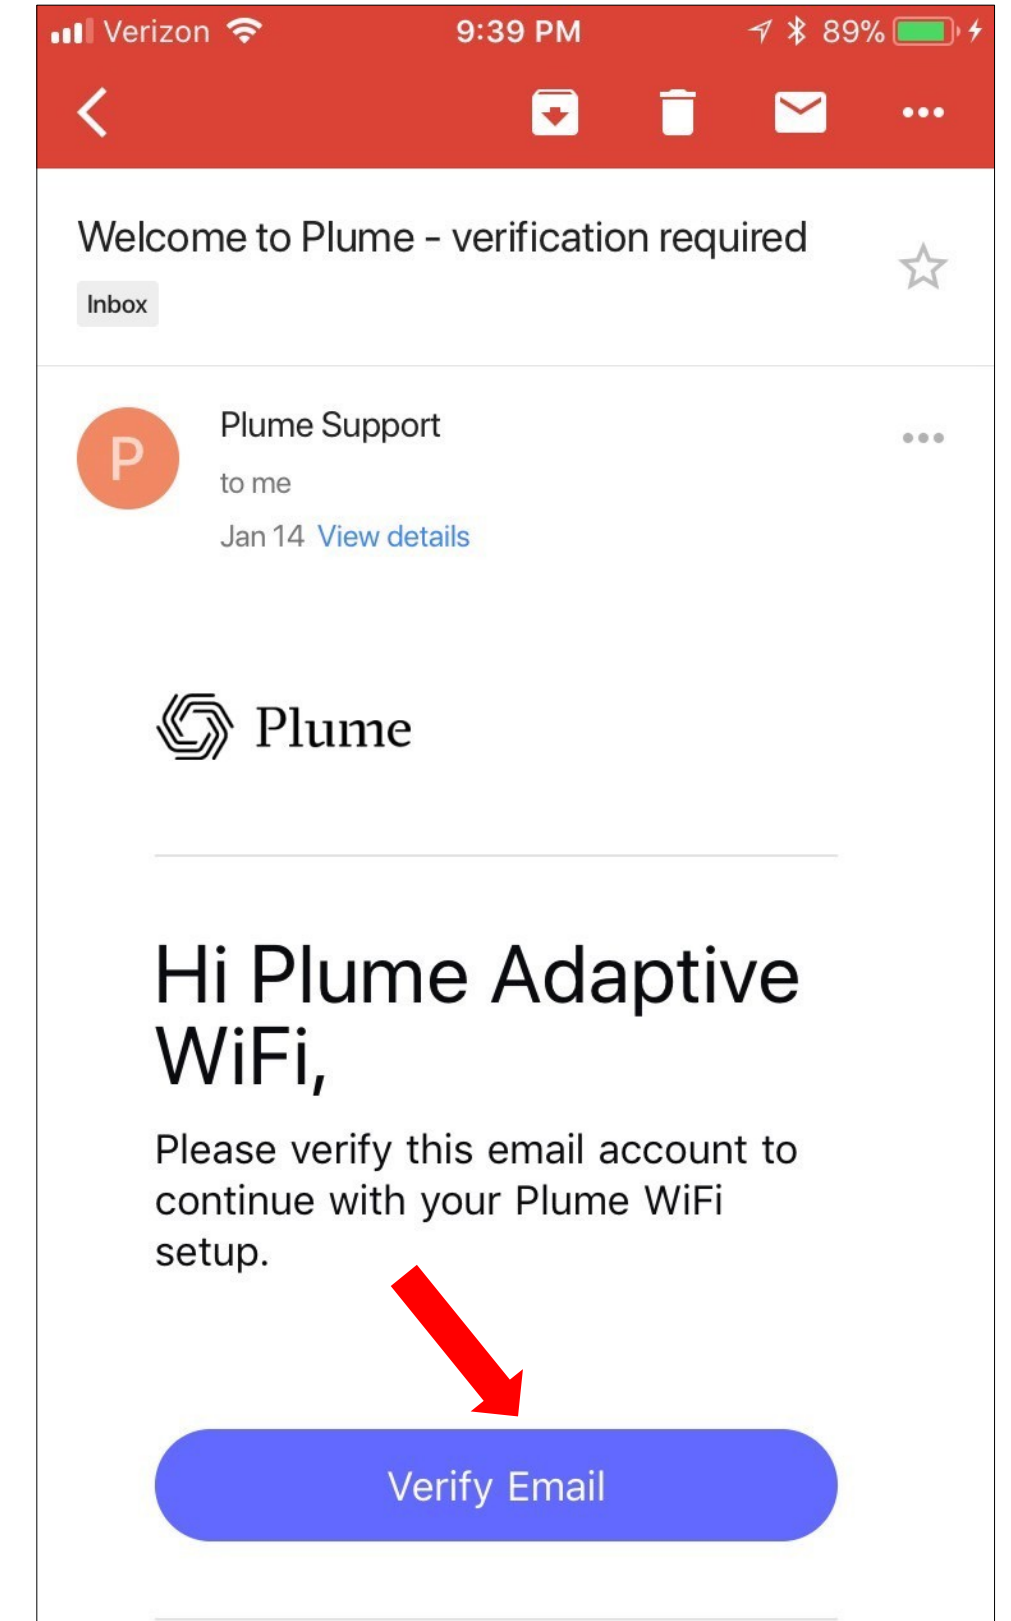 Verizon 9:39 PM 89%
Welcome to Plume - verification required
Inbox
P
Plume Support
to me
Jan 14 View details
Plume
Hi Plume Adaptive
WiFi,
Please verify this email account to
continue with your Plume WiFi
setup.
Verify Email